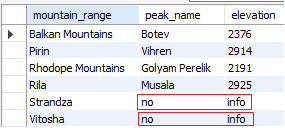 mountain_range peak_name elevation
Balkan Mountains Botev 2376
Pirin Vihren 2914
Rhodope Mountains Golyam Perelik 2191
Rila Musala 2925
Strandza no info
Vitosha no info